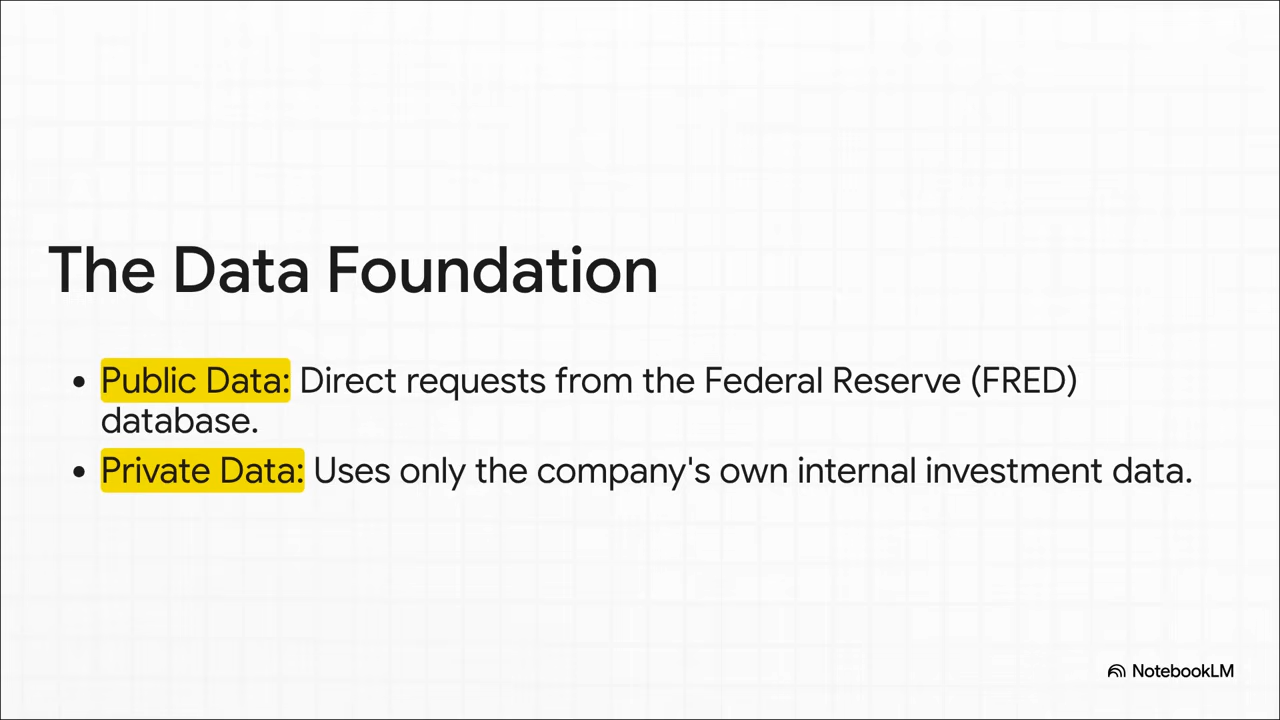 The Data Foundation
• Public Data: Direct requests from the Federal Reserve (FRED)
database.
• Private Data: Uses only the company's own internal investment data.
NotebookLM